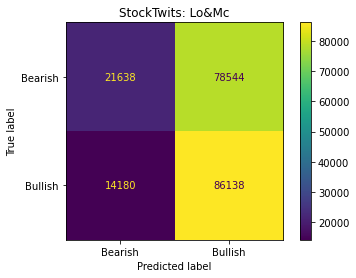 StockTwits: Lo&Mc
Bearish 21638 78544
Bullish 14180 86138
Bearish Bullish
Predicted label
True label
80000
70000
60000
50000
40000
30000
20000